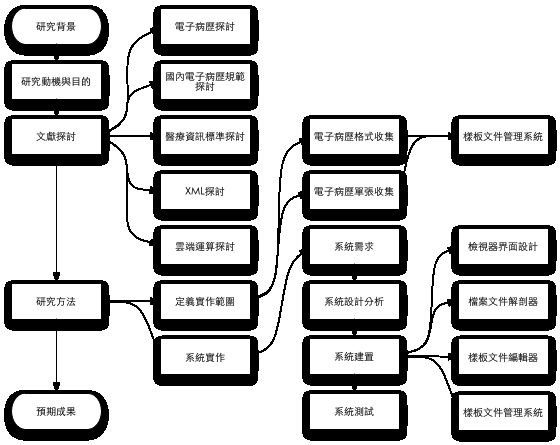 研究背景
研究動機與目的
文獻探討
研究方法
預期成果
電子病歷探討
國內電子病歷規範
探討
醫療資訊標準探討
XML探討
雲端運算探討
定義實作範圍
系統實作
電子病歷格式收集
電子病歷單張收集
系統需求
系統設計分析
系統建置
系統測試
樣板文件管理系統
檢視器界面設計
檔案文件解剖器
樣板文件編輯器
樣板文件管理系統